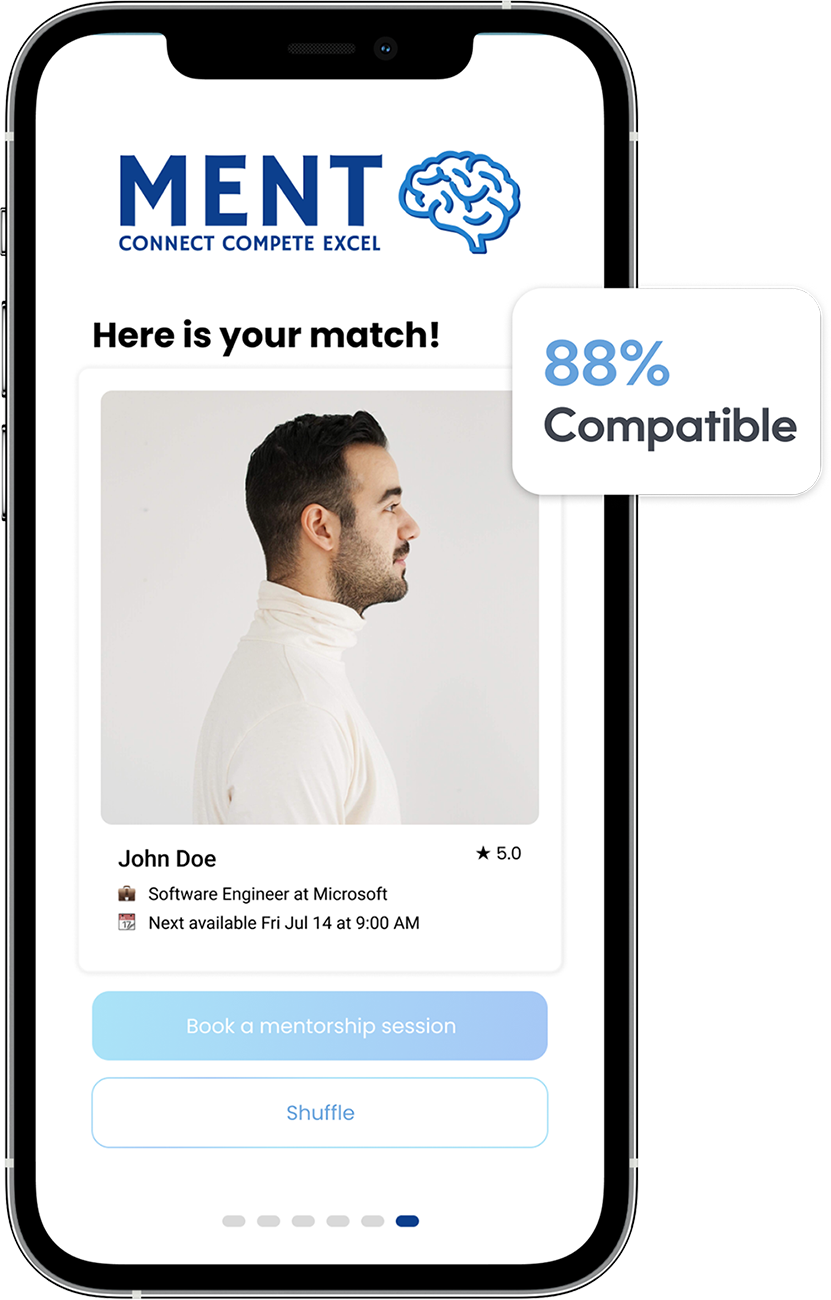 MENT
CONNECT COMPETE EXCEL
Here is your match!
88%
Compatible
John Doe
★ 5.0
Software Engineer at Microsoft
Next available Fri Jul 14 at 9:00 AM
Book a mentorship session
Shuffle